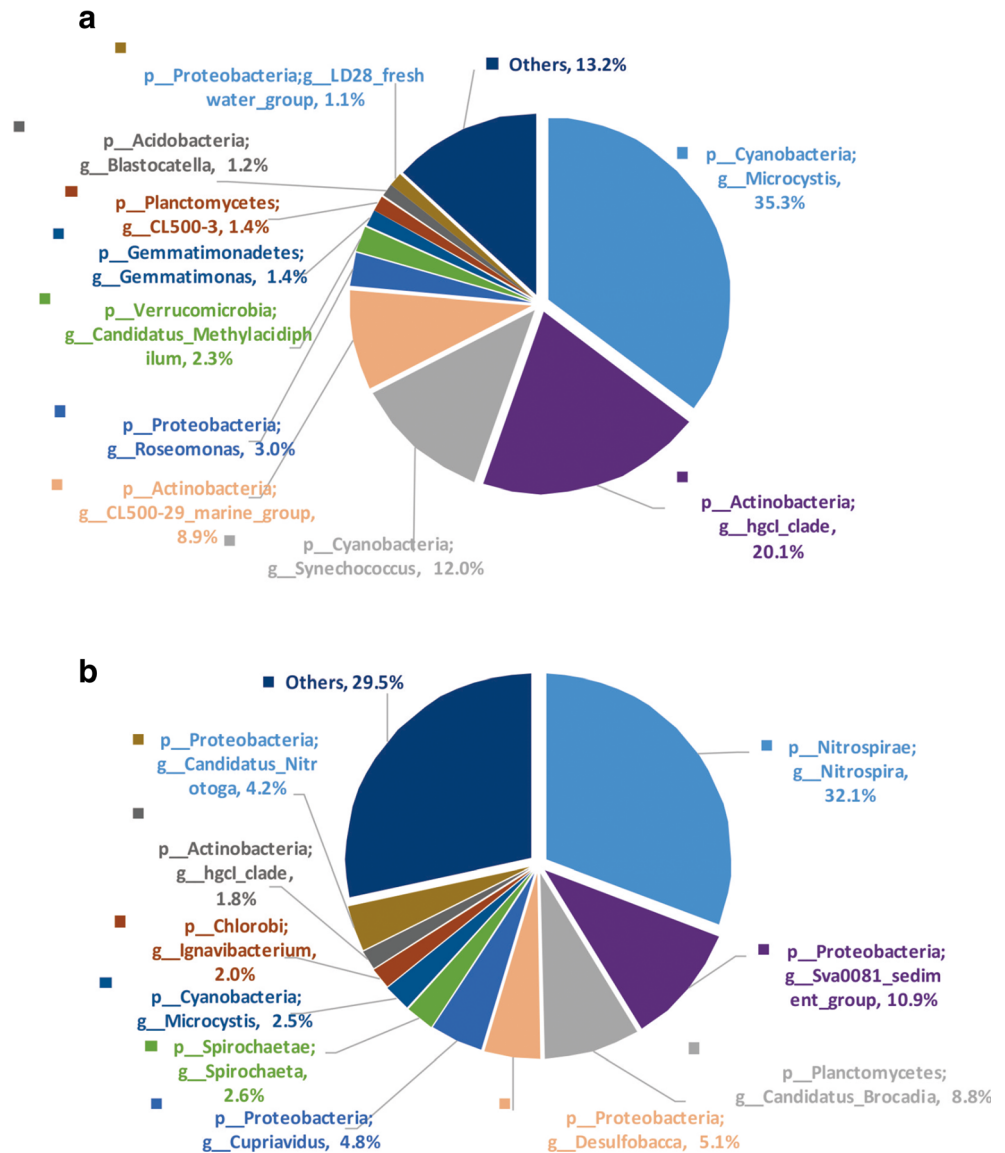 a
Others, 13.2%
p__Proteobacteria;g__LD28_fresh
water_group, 1.1%
p__Cyanobacteria;
g__Microcystis,
35.3%
p__Acidobacteria;
g__Blastocatella, 1.2%
p__Planctomycetes;
g__CL500-3, 1.4%
p__Gemmatimonadetes;
g__Gemmatimonas, 1.4%
p__Verrucomicrobia;
g__Candidatus_Methylacidiph
ilum, 2.3%
p__Proteobacteria;
g__Roseomonas, 3.0%
p__Actinobacteria;
g__CL500-29_marine_group,
8.9%
p__Actinobacteria;
g__hgcI_clade,
20.1%
p__Cyanobacteria;
g__Synechococcus, 12.0%
b
Others, 29.5%
p__Proteobacteria;
g__Candidatus_Nitr
otoga, 4.2%
p__Nitrospirae;
g__Nitrospira,
32.1%
p__Actinobacteria;
g__hgcI_clade,
1.8%
p__Chlorobi;
g__Ignavibacterium,
2.0%
p__Proteobacteria;
g__Sva0081_sedim
ent_group, 10.9%
p__Cyanobacteria;
g__Microcystis, 2.5%
p__Spirochaetae;
g__Spirochaeta,
2.6%
p__Planctomycetes;
g__Candidatus_Brocadia, 8.8%
p__Proteobacteria;
g__Cupriavidus, 4.8%
p__Proteobacteria;
g__Desulfobacca, 5.1%